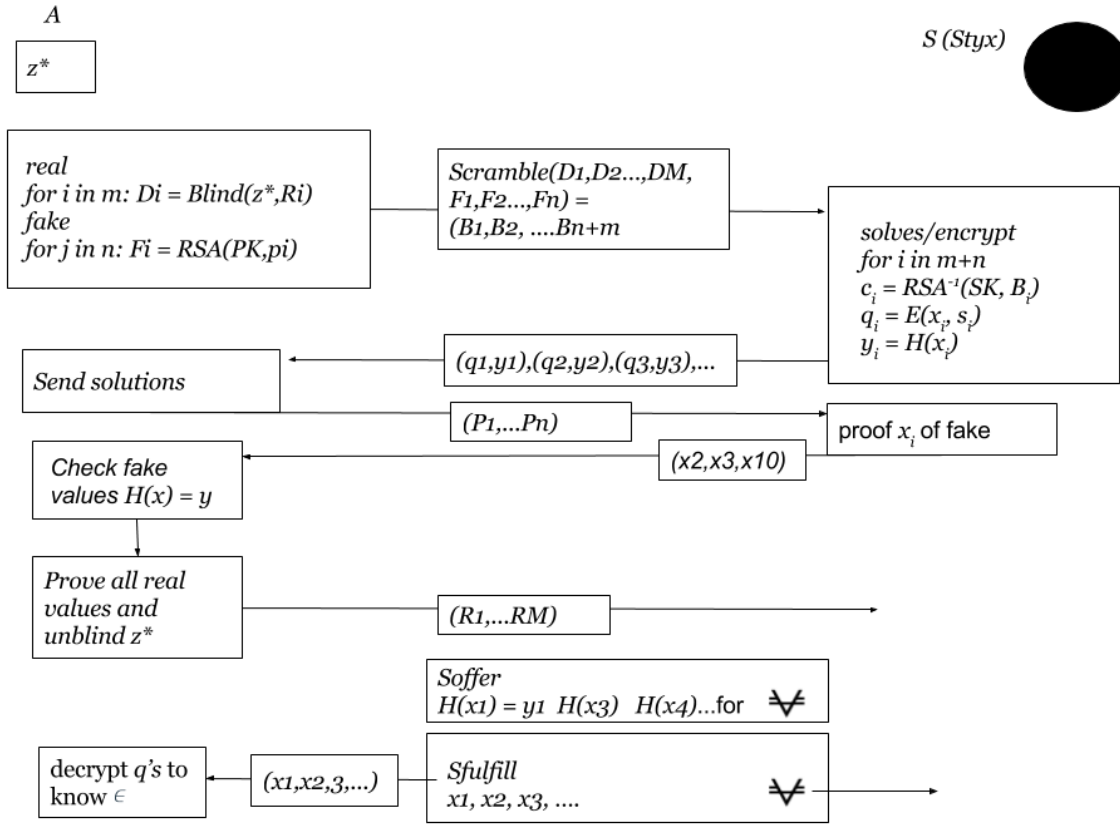 A
S (Styx)
z*
real
for i in m: Di = Blind(z*,Ri)
fake
for j in n: Fi = RSA(PK,pi)
Scramble(D1,D2...,DM,
F1,F2...,Fn) =
(B1,B2, ....Bn+m
solves/encrypt
for i in m+n
cᵢ = RSA⁻¹(SK, Bᵢ)
qᵢ = E(xᵢ, sᵢ)
yᵢ = H(xᵢ)
(q1,y1),(q2,y2),(q3,y3),...
Send solutions
(P1,...Pn)
proof xᵢ of fake
(x2,x3,x10)
Check fake
values H(x) = y
Prove all real
values and
unblind z*
(R1,...RM)
Soffer
H(x1) = y1 H(x3) H(x4)...for
Sfulfill
x1, x2, x3, ....
(x1,x2,3,...)
decrypt q's to
know ϵ